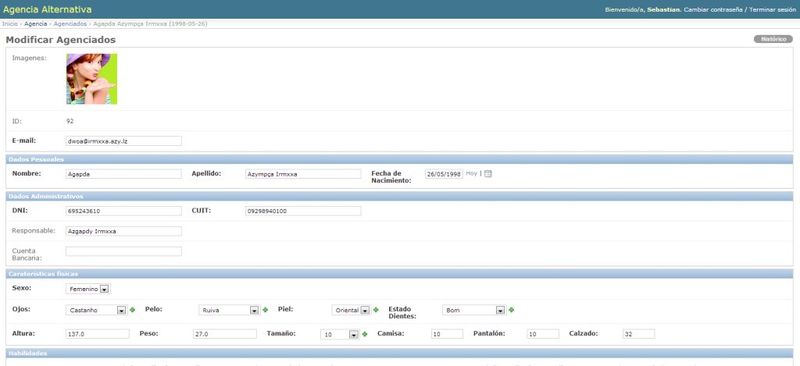 Agencia Alternativa
Bienvenido/a, Sebastian. Cambiar contraseña / Terminar sesión
Inicio › Agencia › Agenciados › Agapda Azympça Irmxxa (1998-05-26)
Modificar Agenciados
Histórico
Imagenes:
ID: 92
E-mail: dwoa@irmxxa.azy.lz
Dados Pessoales
Nombre: Agapda Apellido: Azympça Irmxxa Fecha de Nacimiento: 26/05/1998 Hoy |
Dados Administrativos
DNI: 695243610 CUIT: 09298940100
Responsable: Azgapdy Irmxxa
Cuenta Bancaria:
Carateristicas fisicas
Sexo: Femenino
Ojos: Castanho Pelo: Ruiva Piel: Oriental Estado Dientes: Bom
Altura: 137.0 Peso: 27.0 Tamaño: 10 Camisa: 10 Pantalón: 10 Calzado: 32
Habilidades